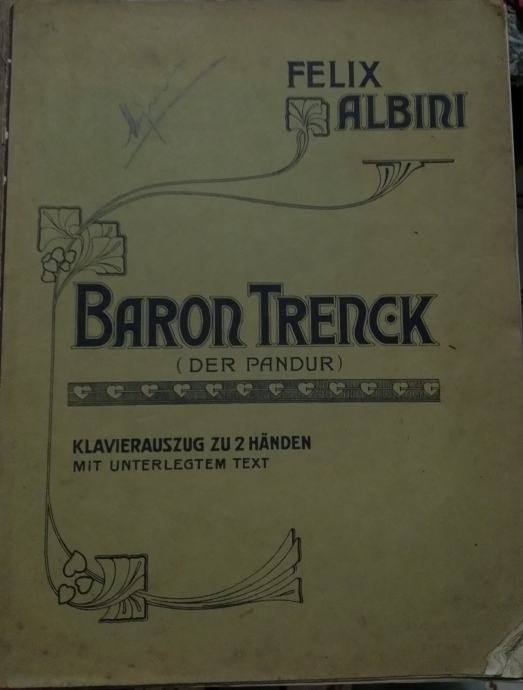 FELIX
ALBINI
BARON TRENCK
(DER PANDUR)
KLAVIERAUSZUG ZU 2 HÄNDEN
MIT UNTERLEGTEM TEXT